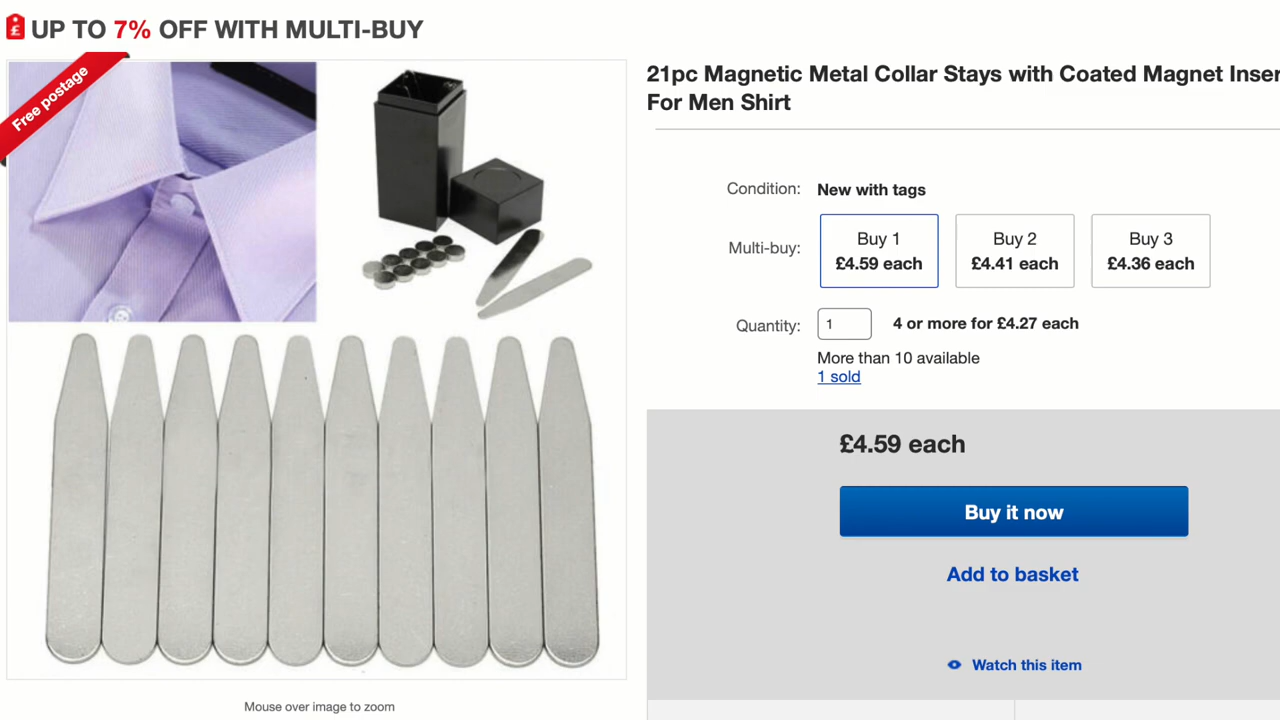 UP TO 7% OFF WITH MULTI-BUY
Free postage
21pc Magnetic Metal Collar Stays with Coated Magnet Inser
For Men Shirt
Condition: New with tags
Multi-buy:
Buy 1
£4.59 each
Buy 2
£4.41 each
Buy 3
£4.36 each
Quantity: 1 4 or more for £4.27 each
More than 10 available
1 sold
£4.59 each
Buy it now
Add to basket
Watch this item
Mouse over image to zoom